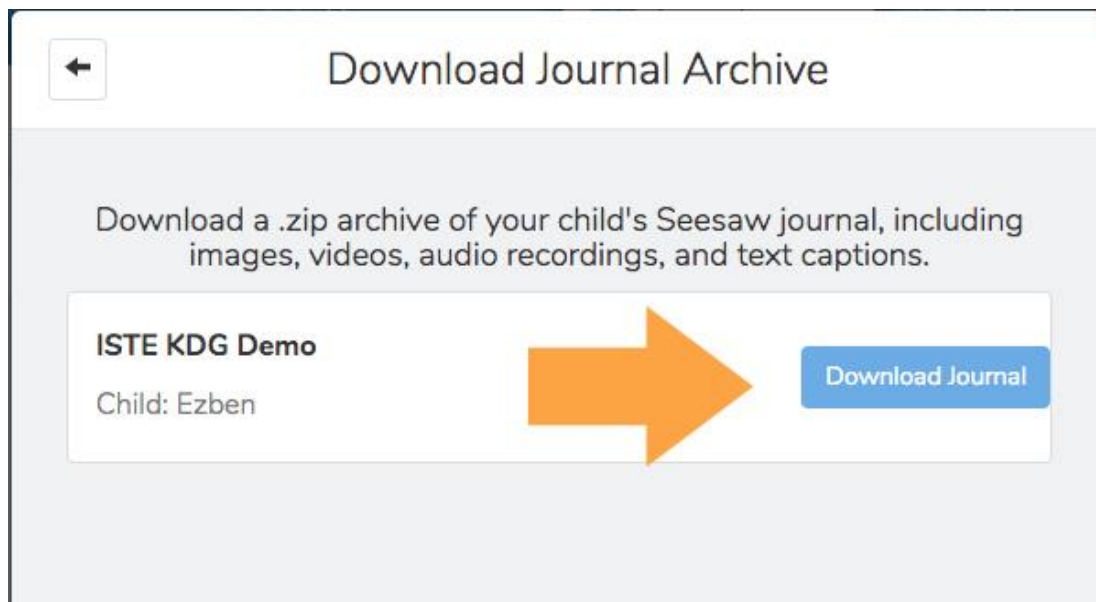 Download Journal Archive
Download a .zip archive of your child's Seesaw journal, including
images, videos, audio recordings, and text captions.
ISTE KDG Demo
Download Journal
Child: Ezben